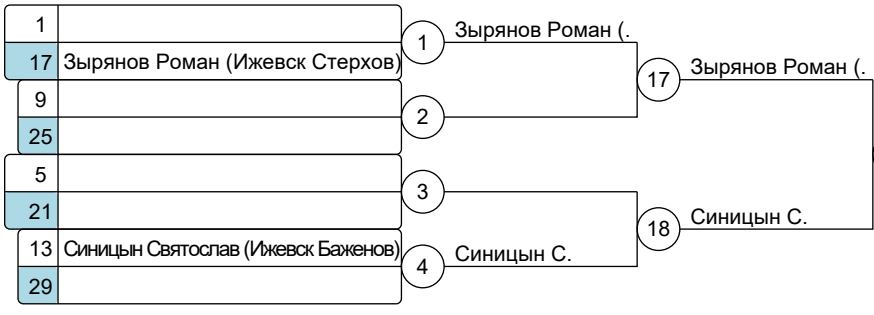 1
Зырянов Роман (.
17 Зырянов Роман (Ижевск Стерхов)
1
Зырянов Роман (.
17
9
2
25
5
3
21
Синицын С.
18
13 Синицын Святослав (Ижевск Баженов)
Синицын С.
4
29